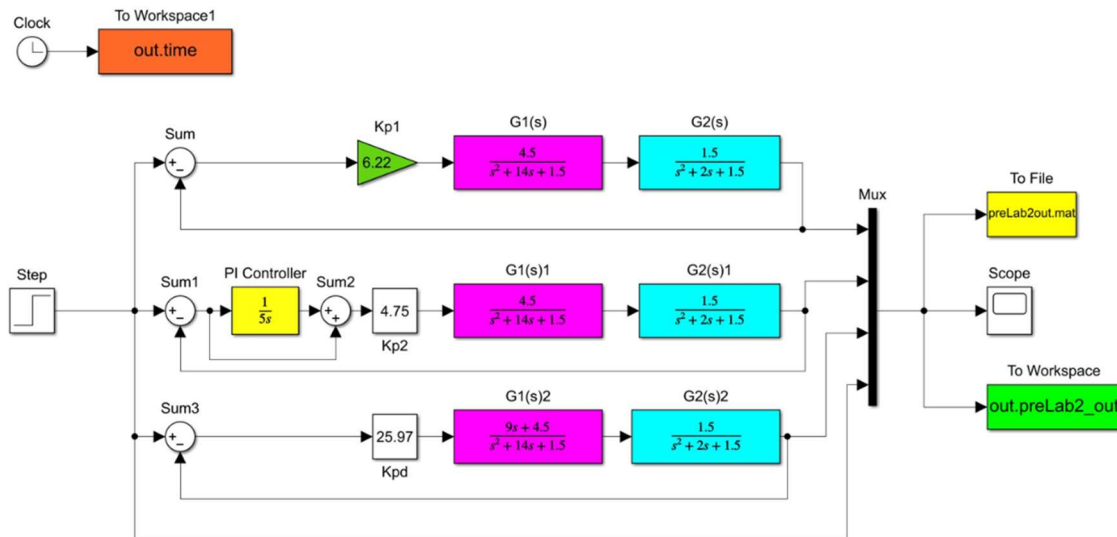 To Workspace1
Clock
out.time
Sum
+
−
Kp1
6.22
G1(s)
4.5
s² + 14s + 1.5
G2(s)
1.5
s² + 2s + 1.5
Mux
To File
preLab2out.mat
Step
Sum1
+
−
PI Controller
1
5s
Sum2
+
+
4.75
Kp2
G1(s)1
4.5
s² + 14s + 1.5
G2(s)1
1.5
s² + 2s + 1.5
Scope
Sum3
+
−
25.97
Kpd
G1(s)2
9s + 4.5
s² + 14s + 1.5
G2(s)2
1.5
s² + 2s + 1.5
To Workspace
out.preLab2_out